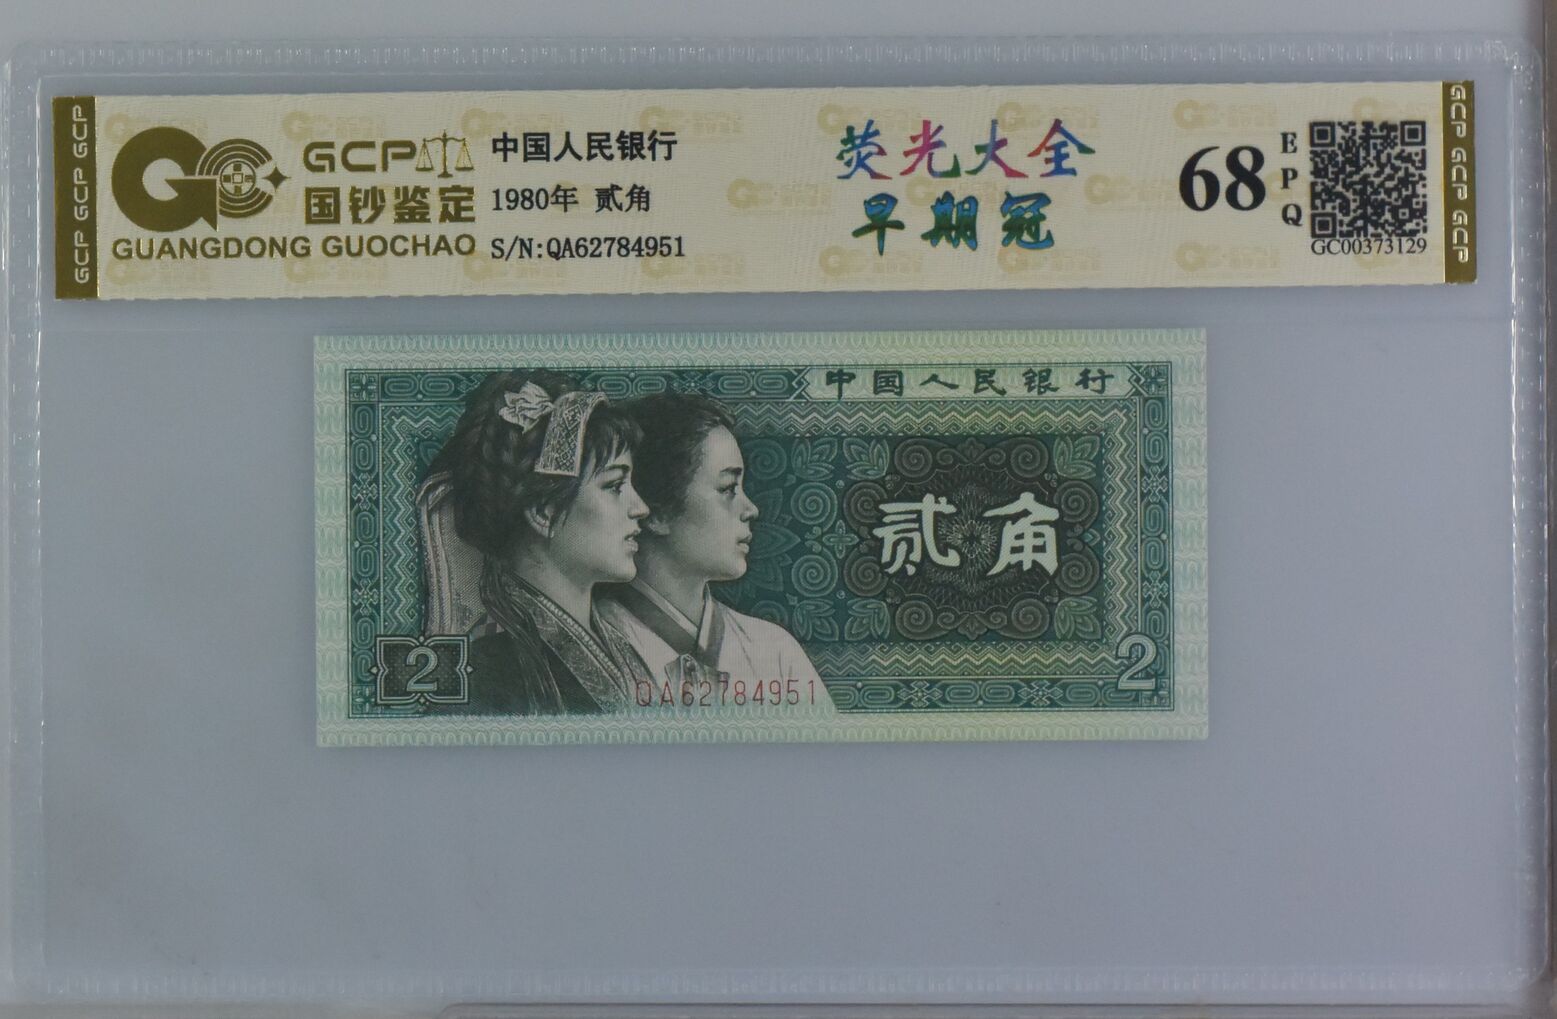 GCP GCP GCP
GCP
国钞鉴定
GUANGDONG GUOCHAO
中国人民银行
1980年 贰角
S/N:QA62784951
荧光大全
早期冠
68
EPQ
GC00373129
GCP GCP GCP
中国人民银行
贰角
2
2
QA62784951